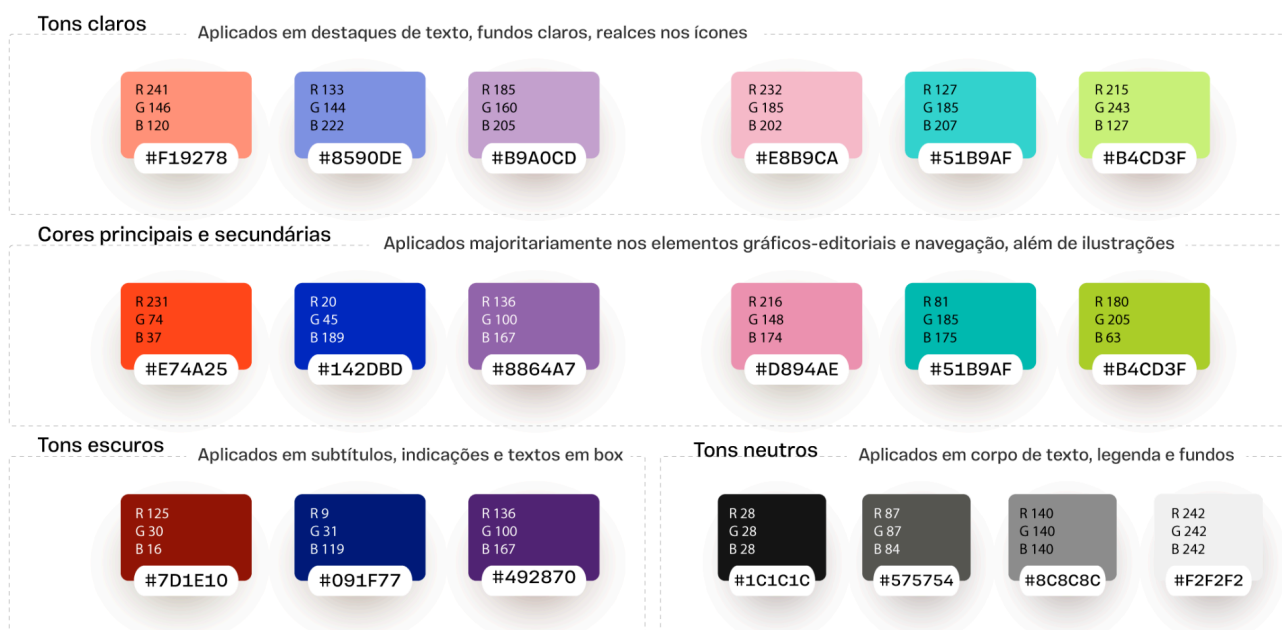 Tons claros
Aplicados em destaques de texto, fundos claros, realces nos ícones
R 241
G 146
B 120
#F19278
R 133
G 144
B 222
#8590DE
R 185
G 160
B 205
#B9A0CD
R 232
G 185
B 202
#E8B9CA
R 127
G 185
B 207
#51B9AF
R 215
G 243
B 127
#B4CD3F
Cores principais e secundárias
Aplicados majoritariamente nos elementos gráficos-editoriais e navegação, além de ilustrações
R 231
G 74
B 37
#E74A25
R 20
G 45
B 189
#142DBD
R 136
G 100
B 167
#8864A7
R 216
G 148
B 174
#D894AE
R 81
G 185
B 175
#51B9AF
R 180
G 205
B 63
#B4CD3F
Tons escuros
Aplicados em subtítulos, indicações e textos em box
R 125
G 30
B 16
#7D1E10
R 9
G 31
B 119
#091F77
R 136
G 100
B 167
#492870
Tons neutros
Aplicados em corpo de texto, legenda e fundos
R 28
G 28
B 28
#1C1C1C
R 87
G 87
B 84
#575754
R 140
G 140
B 140
#8C8C8C
R 242
G 242
B 242
#F2F2F2